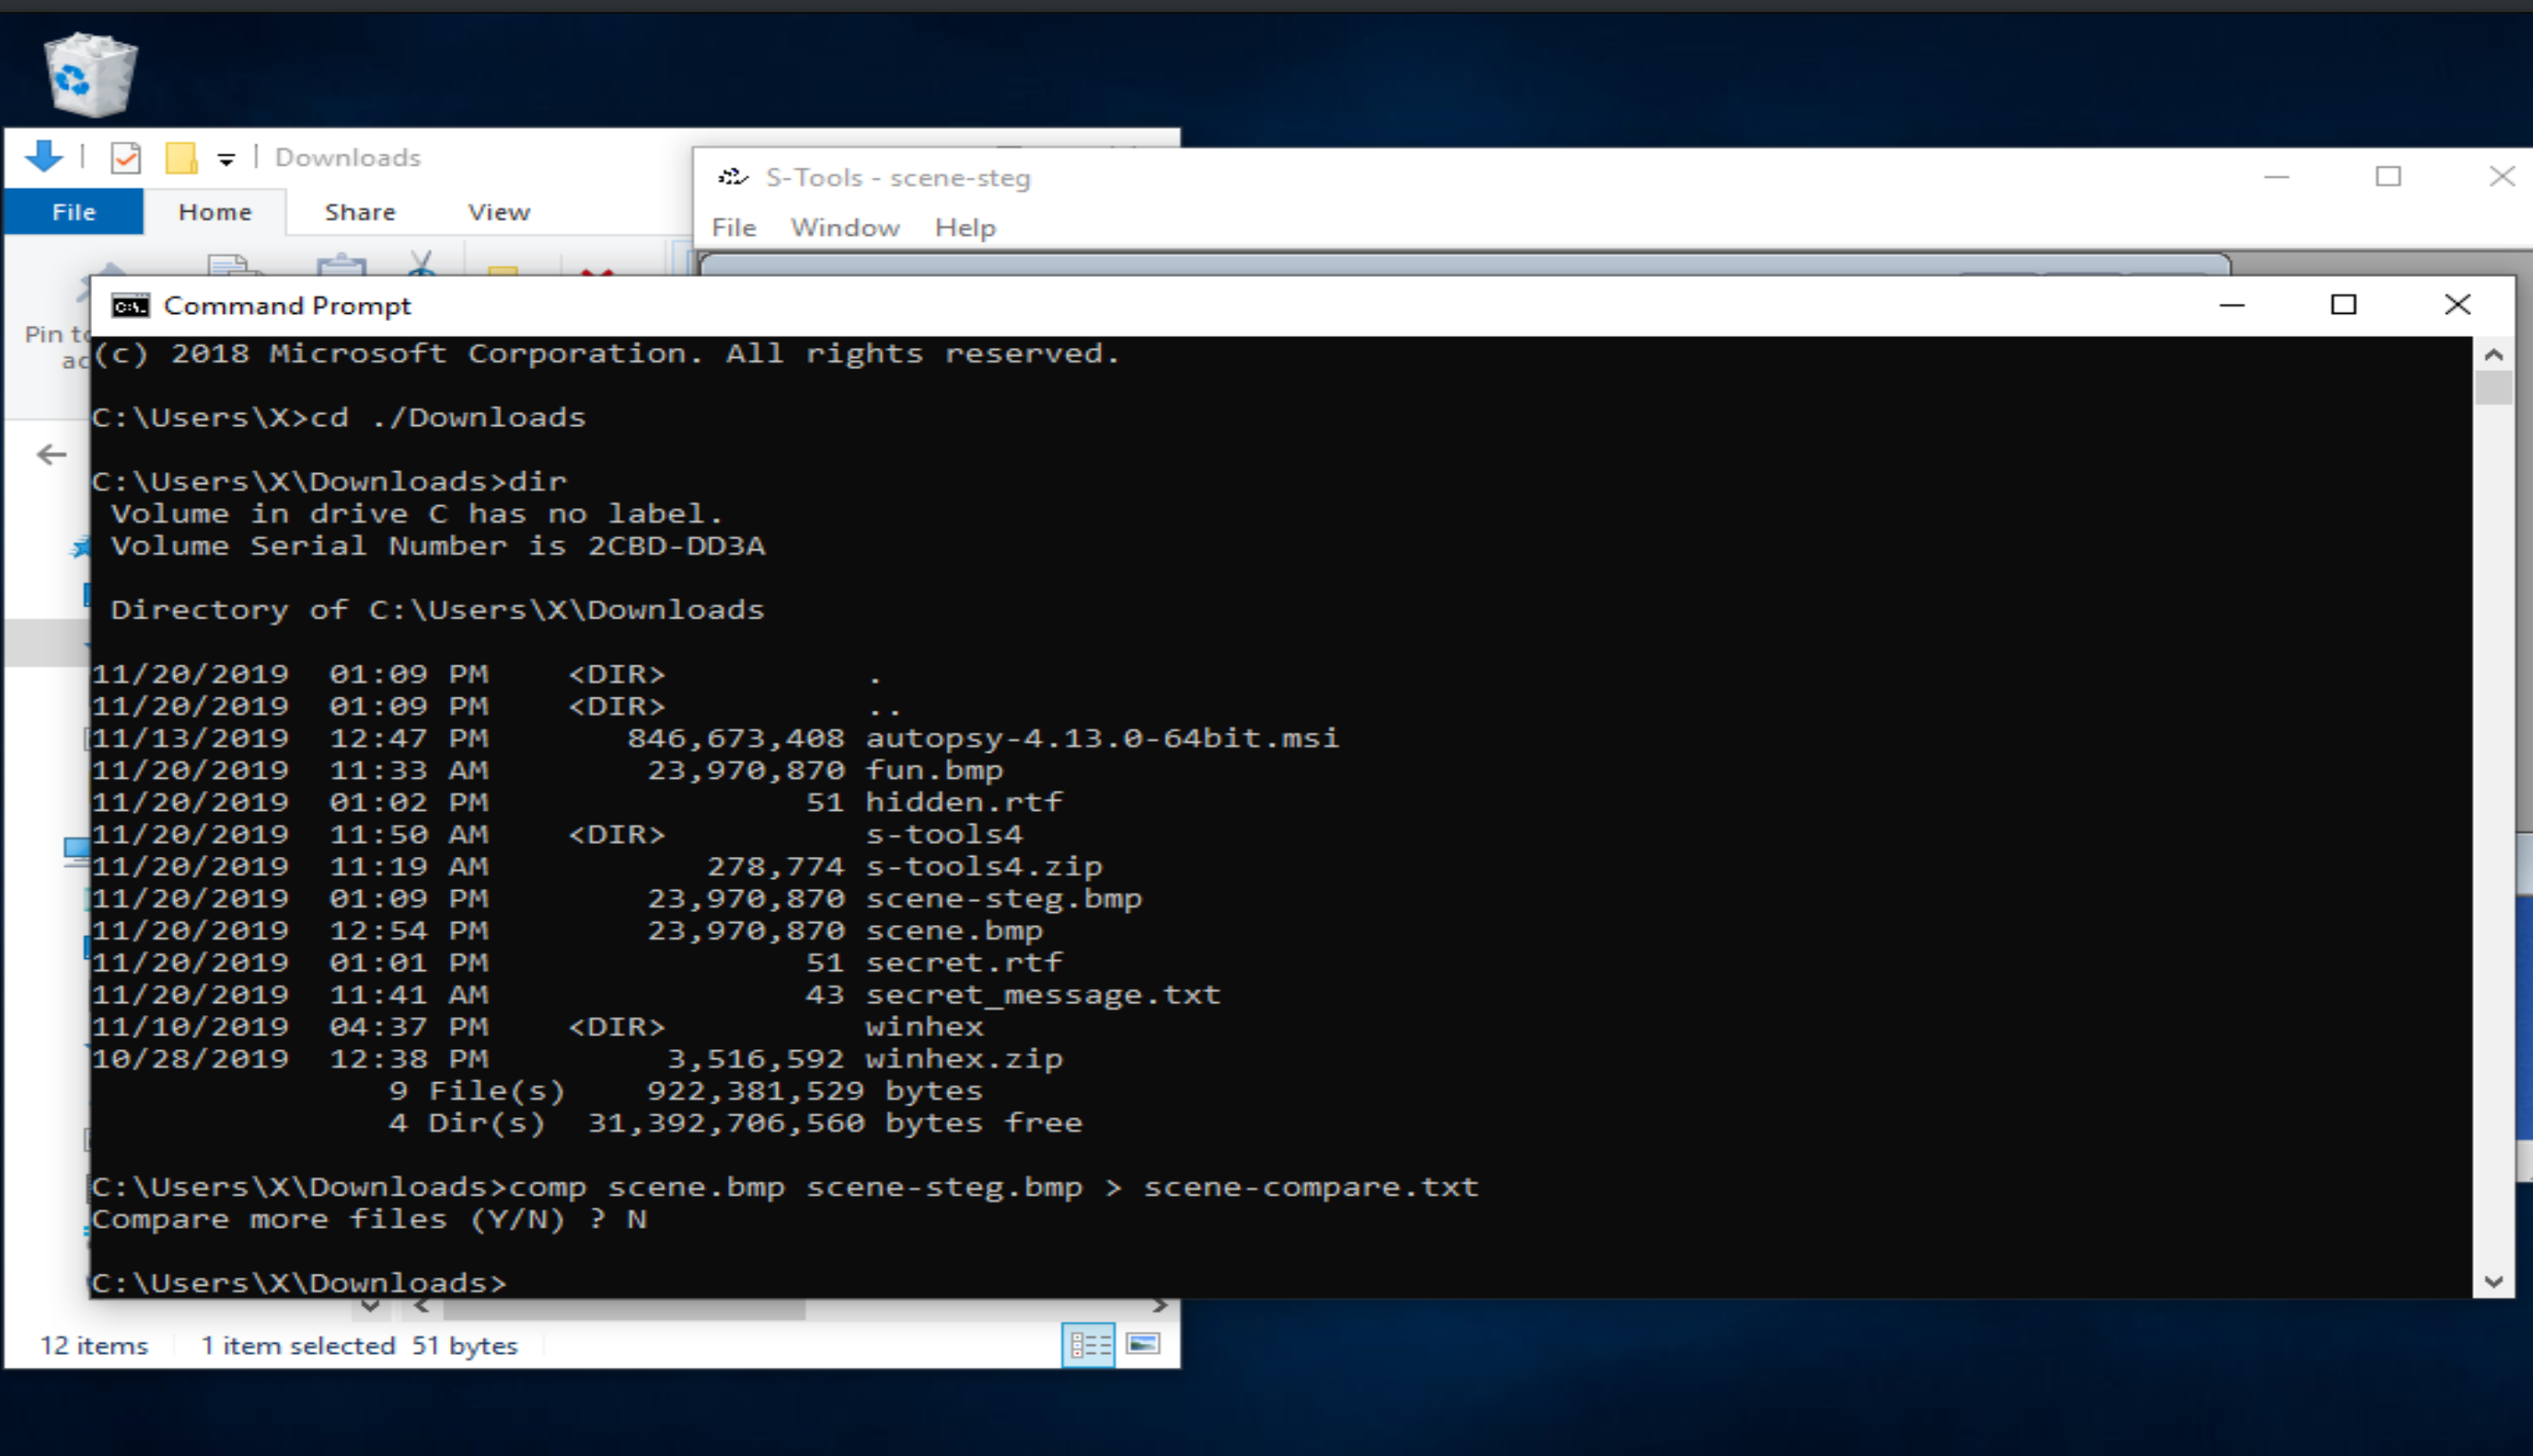 Downloads
File Home Share View
Pin to
S-Tools - scene-steg
File Window Help
Command Prompt
(c) 2018 Microsoft Corporation. All rights reserved.
C:\Users\X>cd ./Downloads
C:\Users\X\Downloads>dir
Volume in drive C has no label.
Volume Serial Number is 2CBD-DD3A
Directory of C:\Users\X\Downloads
11/20/2019 01:09 PM <DIR> .
11/20/2019 01:09 PM <DIR> ..
11/13/2019 12:47 PM 846,673,408 autopsy-4.13.0-64bit.msi
11/20/2019 11:33 AM 23,970,870 fun.bmp
11/20/2019 01:02 PM 51 hidden.rtf
11/20/2019 11:50 AM <DIR> s-tools4
11/20/2019 11:19 AM 278,774 s-tools4.zip
11/20/2019 01:09 PM 23,970,870 scene-steg.bmp
11/20/2019 12:54 PM 23,970,870 scene.bmp
11/20/2019 01:01 PM 51 secret.rtf
11/20/2019 11:41 AM 43 secret_message.txt
11/10/2019 04:37 PM <DIR> winhex
10/28/2019 12:38 PM 3,516,592 winhex.zip
9 File(s) 922,381,529 bytes
4 Dir(s) 31,392,706,560 bytes free
C:\Users\X\Downloads>comp scene.bmp scene-steg.bmp > scene-compare.txt
Compare more files (Y/N) ? N
C:\Users\X\Downloads>
12 items 1 item selected 51 bytes